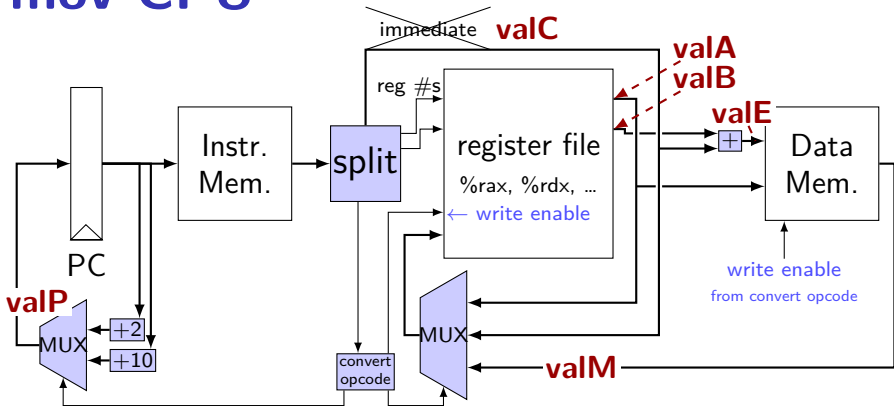 mov CPU
immediate
valC
valA
valB
reg #s
valE
Instr.
Mem.
split
register file
%rax, %rdx, ...
← write enable
+
Data
Mem.
PC
write enable
from convert opcode
valP
MUX
+2
+10
convert
opcode
MUX
valM